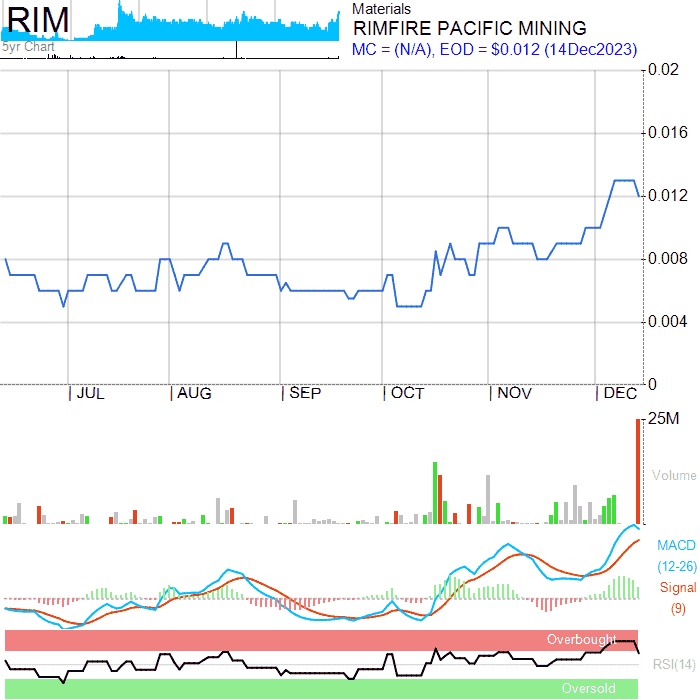 RIM
5yr Chart
Materials
RIMFIRE PACIFIC MINING
MC = (N/A), EOD = $0.012 (14Dec2023)
0.02
0.016
0.012
0.008
0.004
0
JUL AUG SEP OCT NOV DEC
25M
Volume
MACD
(12-26)
Signal
(9)
Overbought
RSI(14)
Oversold